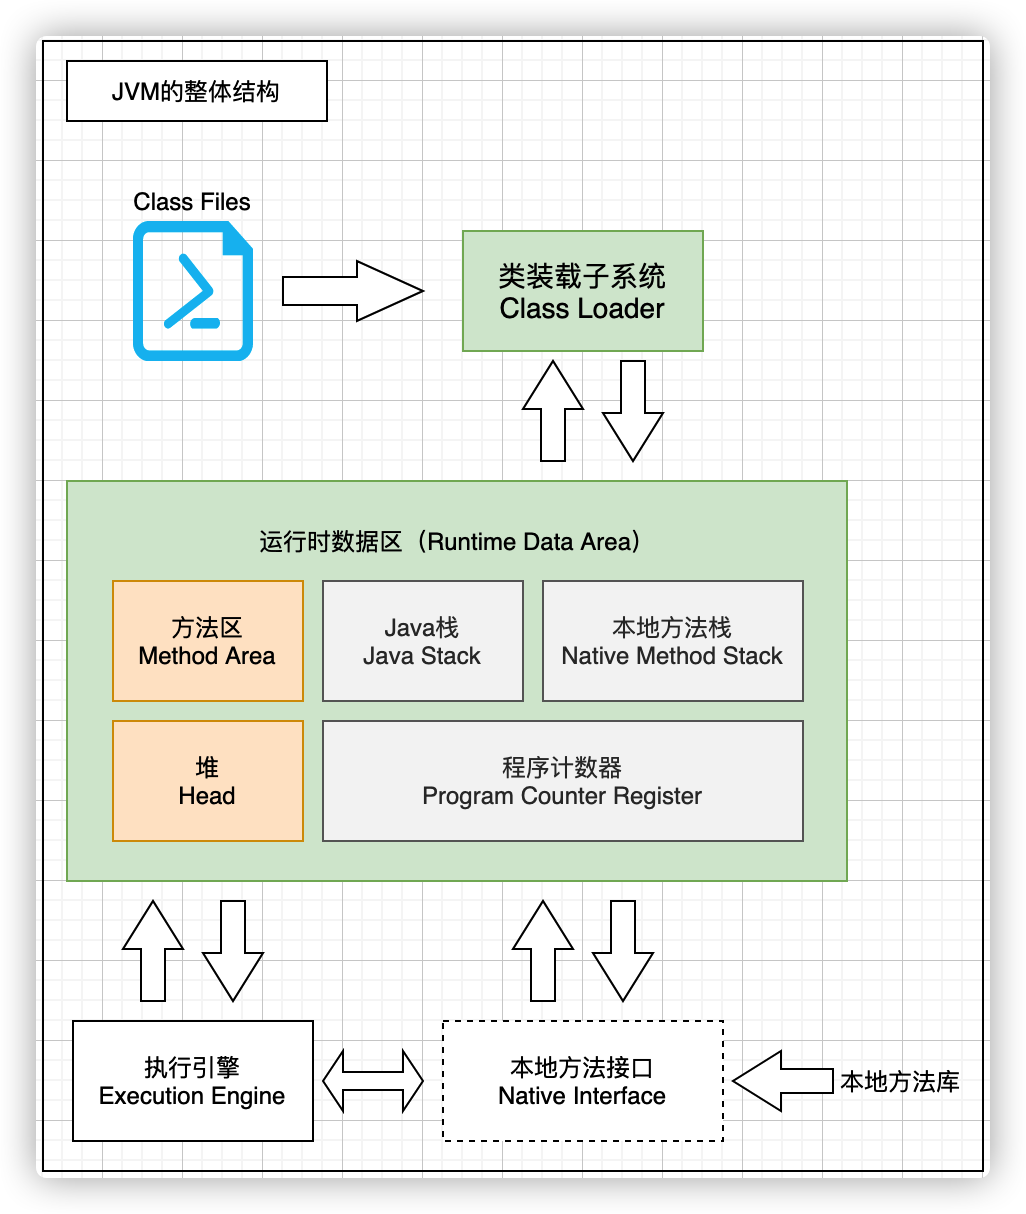 JVM的整体结构
Class Files
类装载子系统
Class Loader
运行时数据区（Runtime Data Area）
方法区
Method Area
Java栈
Java Stack
本地方法栈
Native Method Stack
堆
Head
程序计数器
Program Counter Register
执行引擎
Execution Engine
本地方法接口
Native Interface
本地方法库